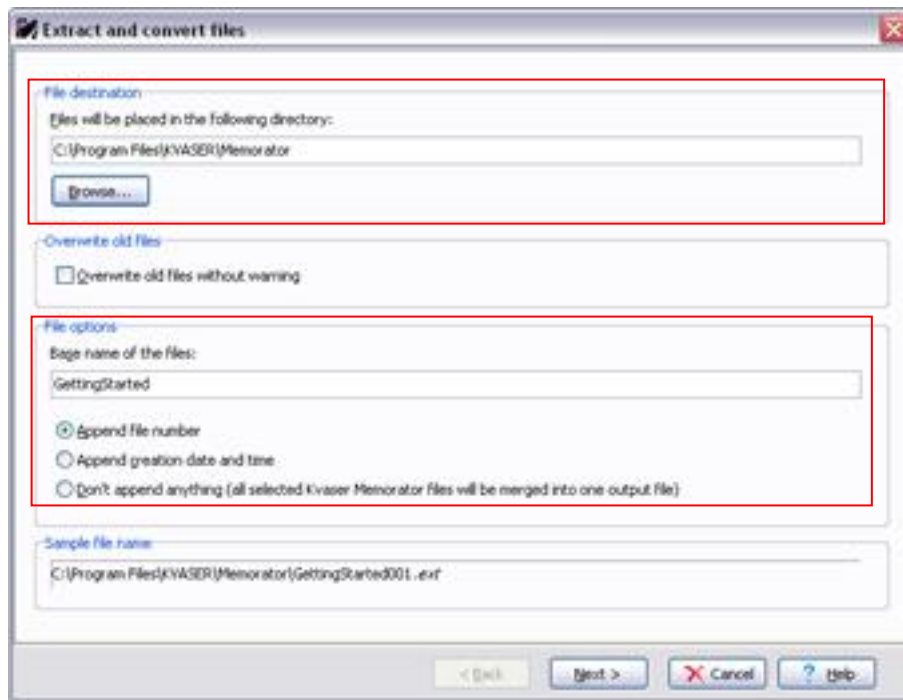 Extract and convert files
File destination
Files will be placed in the following directory:
C:\Program Files\KVASER\Memorator
Browse...
Overwrite old files
Overwrite old files without warning
File options
Base name of the files:
GettingStarted
Append file number
Append creation date and time
Don't append anything (all selected Kvaser Memorator files will be merged into one output file)
Sample file name
C:\Program Files\KVASER\Memorator\GettingStarted001.ext
< Back Next > Cancel ? Help